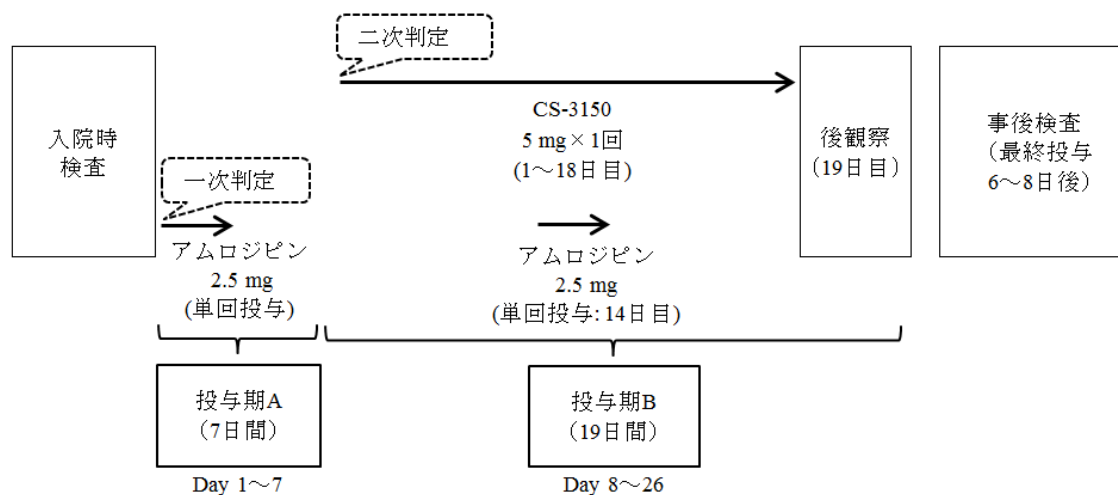 二次判定
入院時
検査
一次判定
アムロジピン
2.5 mg
(単回投与)
CS-3150
5 mg×1回
(1～18日目)
アムロジピン
2.5 mg
(単回投与: 14日目)
後観察
(19日目)
事後検査
(最終投与
6～8日後)
投与期A
(7日間)
Day 1～7
投与期B
(19日間)
Day 8～26